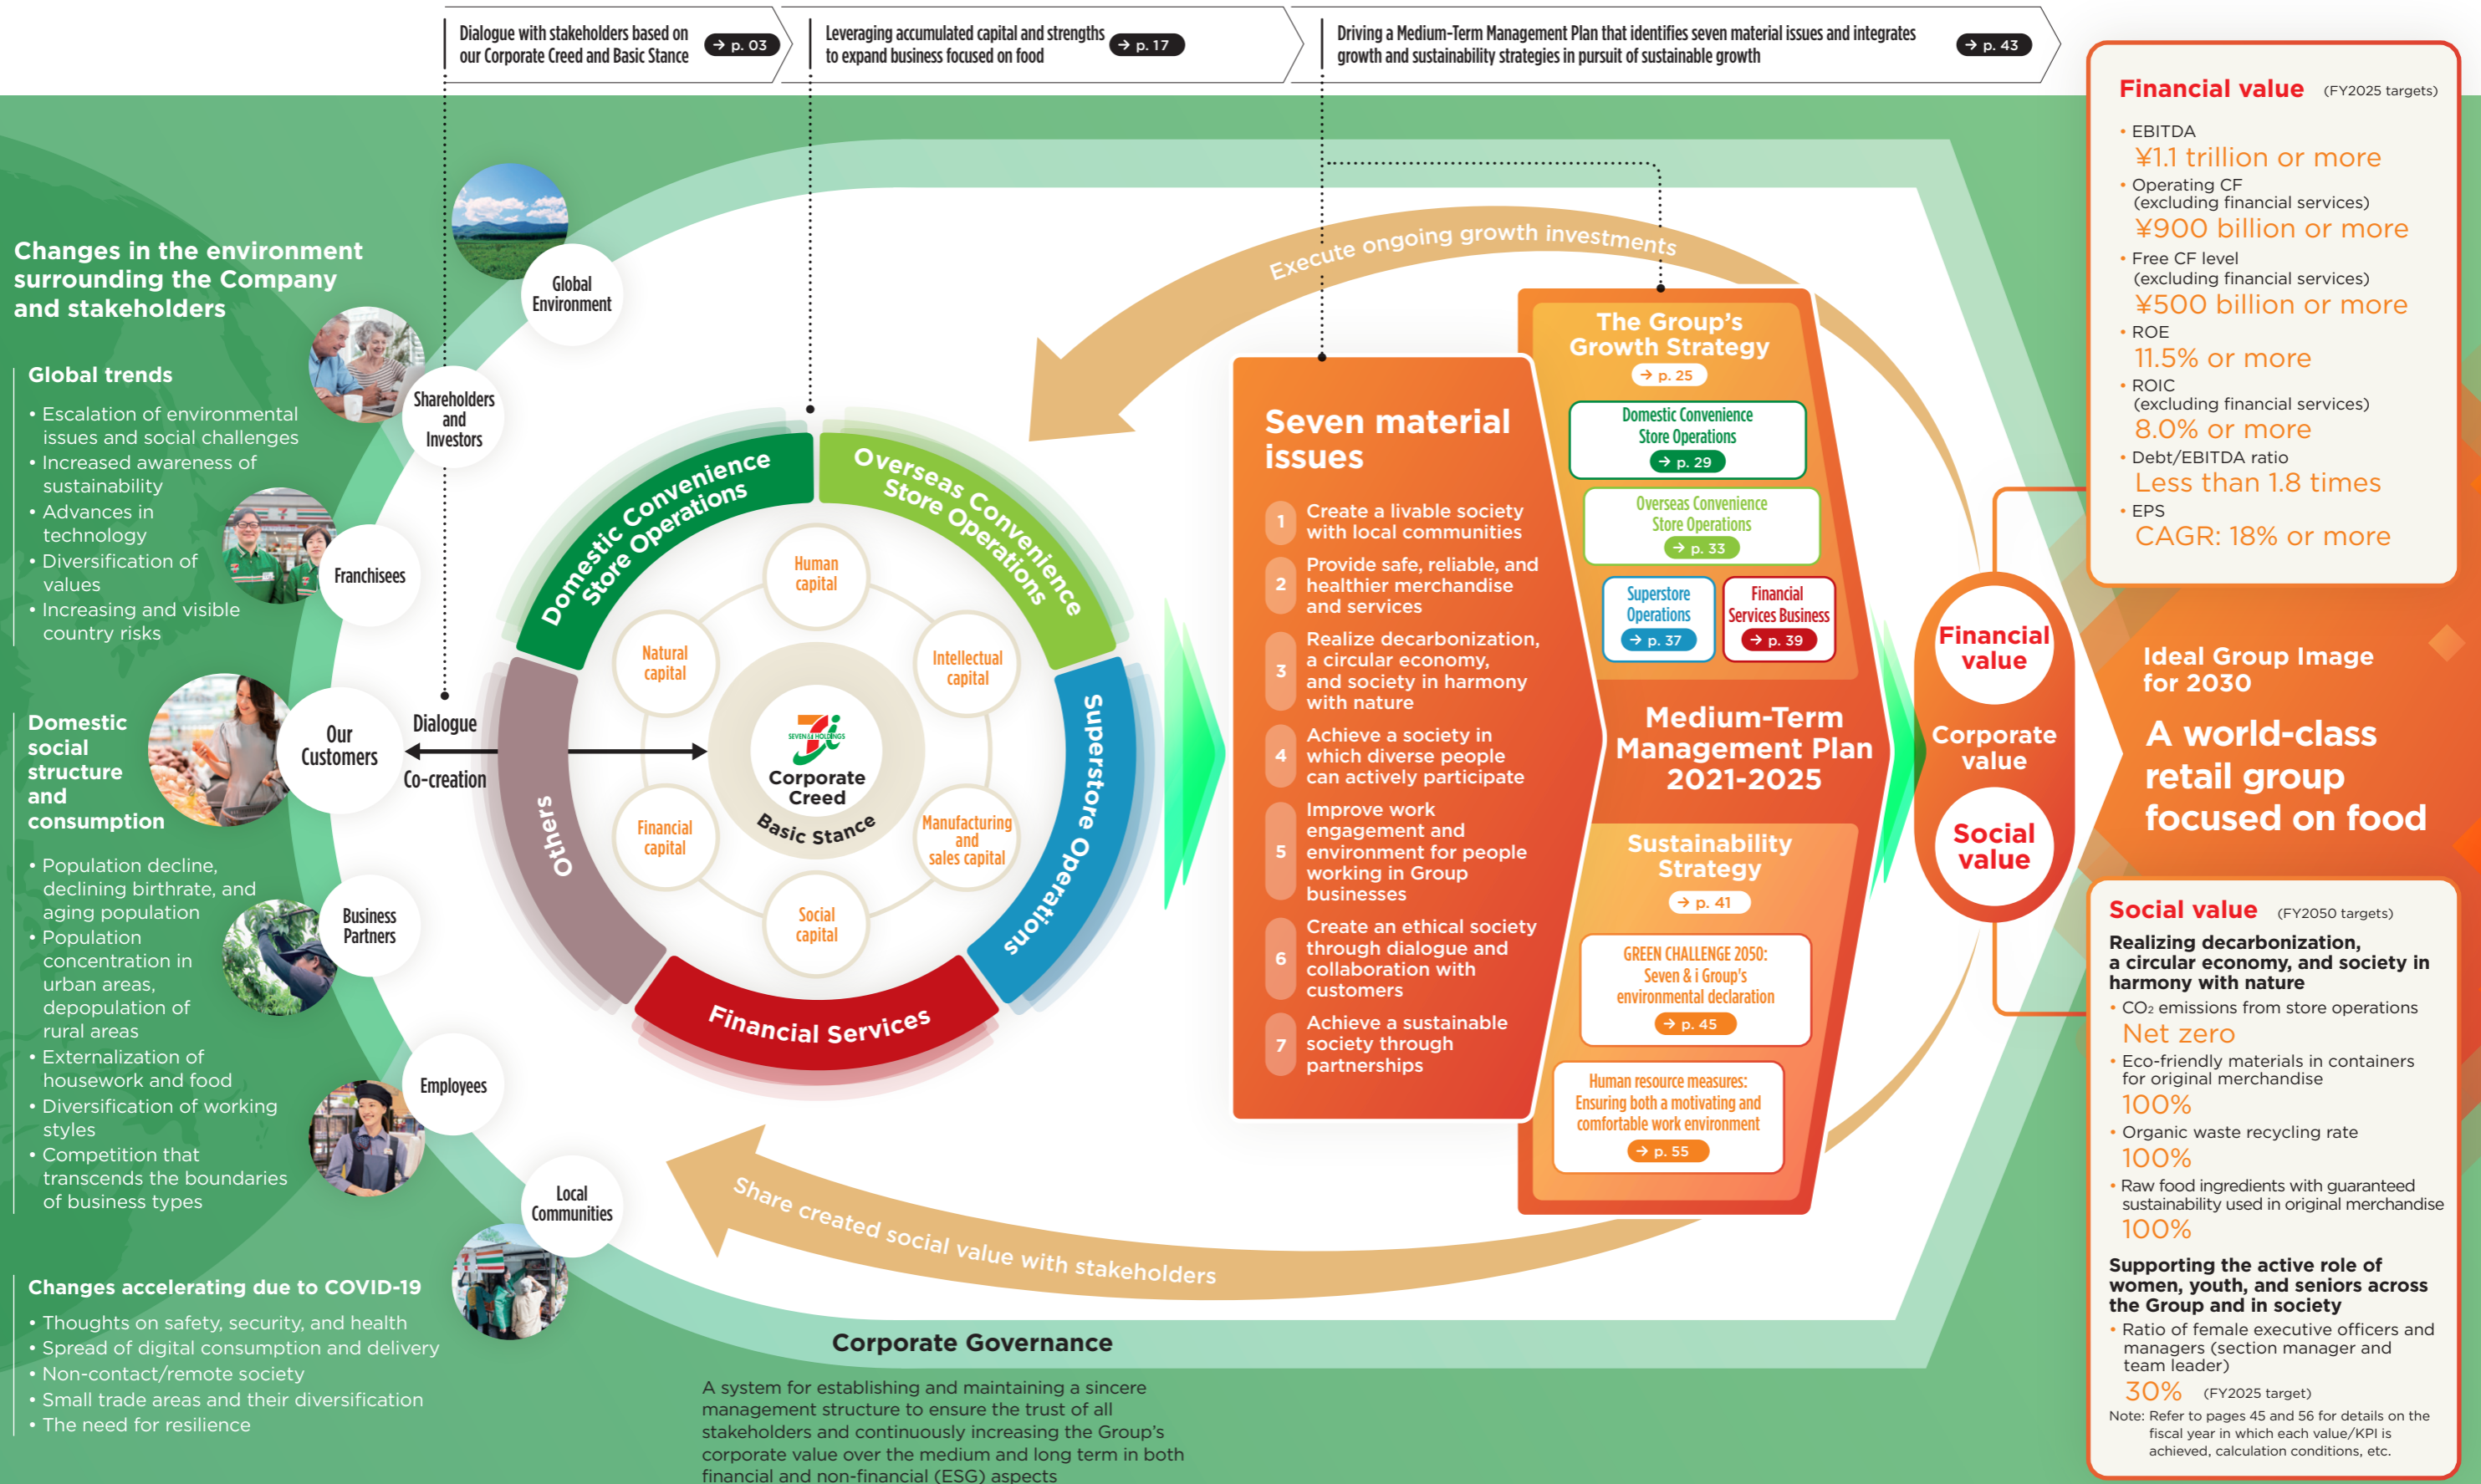 Dialogue with stakeholders based on
our Corporate Creed and Basic Stance
→ p. 03
Leveraging accumulated capital and strengths
to expand business focused on food
→ p. 17
Driving a Medium-Term Management Plan that identifies seven material issues and integrates
growth and sustainability strategies in pursuit of sustainable growth
→ p. 43
Changes in the environment
surrounding the Company
and stakeholders
Global trends
• Escalation of environmental
issues and social challenges
• Increased awareness of
sustainability
• Advances in
technology
• Diversification of
values
• Increasing and visible
country risks
Domestic
social
structure
and
consumption
• Population decline,
declining birthrate, and
aging population
• Population
concentration in
urban areas,
depopulation of
rural areas
• Externalization of
housework and food
• Diversification of working
styles
• Competition that
transcends the boundaries
of business types
Changes accelerating due to COVID-19
• Thoughts on safety, security, and health
• Spread of digital consumption and delivery
• Non-contact/remote society
• Small trade areas and their diversification
• The need for resilience
Global
Environment
Shareholders
and
Investors
Franchisees
Our
Customers
Business
Partners
Employees
Local
Communities
Dialogue
Co-creation
Domestic Convenience
Store Operations
Overseas Convenience
Store Operations
Superstore Operations
Financial Services
Others
Human
capital
Intellectual
capital
Manufacturing
and
sales capital
Social
capital
Financial
capital
Natural
capital
SEVEN & i HOLDINGS
Corporate
Creed
Basic Stance
Execute ongoing growth investments
Share created social value with stakeholders
Seven material
issues
1 Create a livable society
with local communities
2 Provide safe, reliable, and
healthier merchandise
and services
3 Realize decarbonization,
a circular economy,
and society in harmony
with nature
4 Achieve a society in
which diverse people
can actively participate
5 Improve work
engagement and
environment for people
working in Group
businesses
6 Create an ethical society
through dialogue and
collaboration with
customers
7 Achieve a sustainable
society through
partnerships
The Group's
Growth Strategy
→ p. 25
Domestic Convenience
Store Operations
→ p. 29
Overseas Convenience
Store Operations
→ p. 33
Superstore
Operations
→ p. 37
Financial
Services Business
→ p. 39
Medium-Term
Management Plan
2021-2025
Sustainability
Strategy
→ p. 41
GREEN CHALLENGE 2050:
Seven & i Group's
environmental declaration
→ p. 45
Human resource measures:
Ensuring both a motivating and
comfortable work environment
→ p. 55
Financial
value
Corporate
value
Social
value
Financial value (FY2025 targets)
• EBITDA
¥1.1 trillion or more
• Operating CF
(excluding financial services)
¥900 billion or more
• Free CF level
(excluding financial services)
¥500 billion or more
• ROE
11.5% or more
• ROIC
(excluding financial services)
8.0% or more
• Debt/EBITDA ratio
Less than 1.8 times
• EPS
CAGR: 18% or more
Ideal Group Image
for 2030
A world-class
retail group
focused on food
Social value (FY2050 targets)
Realizing decarbonization,
a circular economy, and society in
harmony with nature
• CO₂ emissions from store operations
Net zero
• Eco-friendly materials in containers
for original merchandise
100%
• Organic waste recycling rate
100%
• Raw food ingredients with guaranteed
sustainability used in original merchandise
100%
Supporting the active role of
women, youth, and seniors across
the Group and in society
• Ratio of female executive officers and
managers (section manager and
team leader)
30% (FY2025 target)
Note: Refer to pages 45 and 56 for details on the
fiscal year in which each value/KPI is
achieved, calculation conditions, etc.
Corporate Governance
A system for establishing and maintaining a sincere
management structure to ensure the trust of all
stakeholders and continuously increasing the Group's
corporate value over the medium and long term in both
financial and non-financial (ESG) aspects